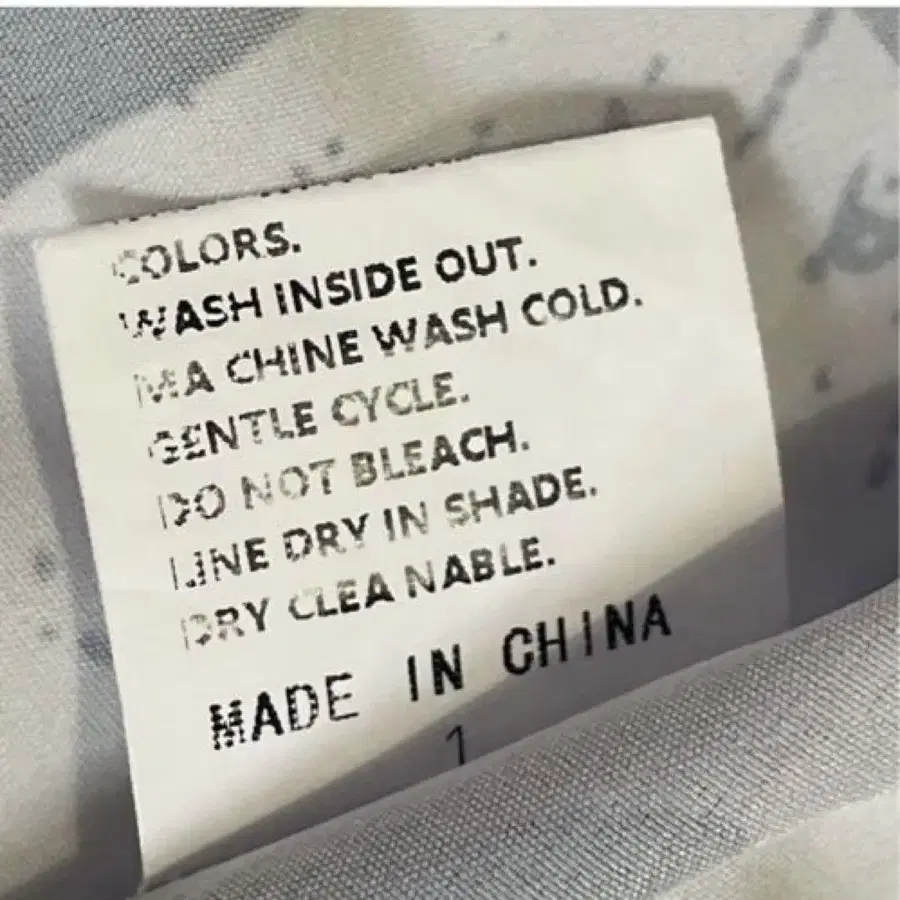 COLORS.
WASH INSIDE OUT.
MA CHINE WASH COLD.
GENTLE CYCLE.
DO NOT BLEACH.
LINE DRY IN SHADE.
DRY CLEA NABLE.
MADE IN CHINA
1